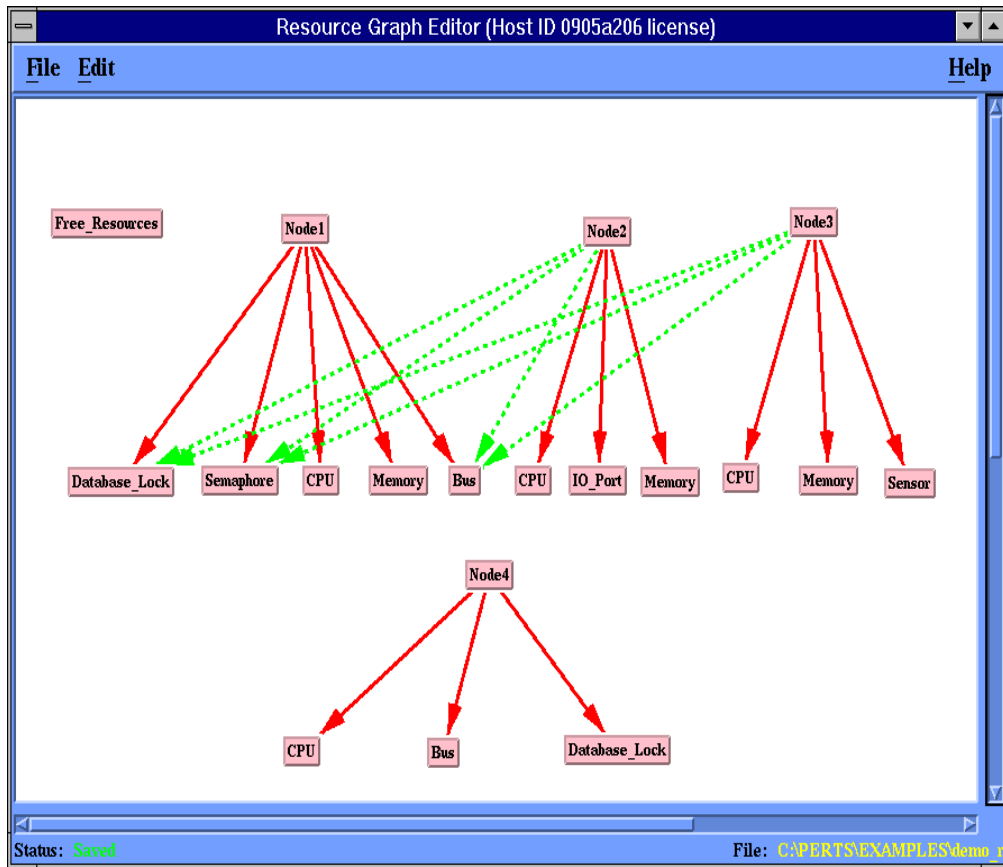 Resource Graph Editor (Host ID 0905a206 license)
File Edit Help
Free_Resources Node1 Node2 Node3
Database_Lock Semaphore CPU Memory Bus CPU IO_Port Memory CPU Memory Sensor
Node4
CPU Bus Database_Lock
Status: Saved File: C:\PERTS\EXAMPLES\demo_r